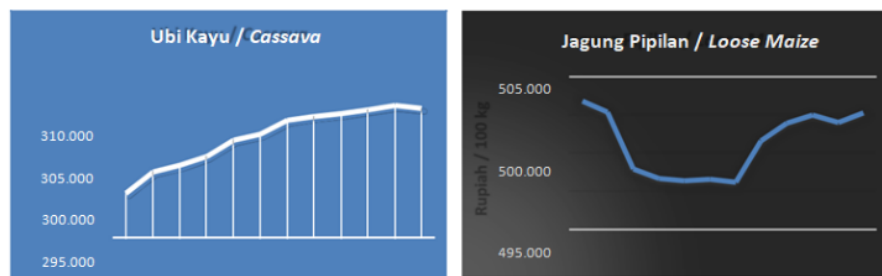 Ubi Kayu / Cassava
310.000
305.000
300.000
295.000
Jagung Pipilan / Loose Maize
Rupiah / 100 kg
505.000
500.000
495.000